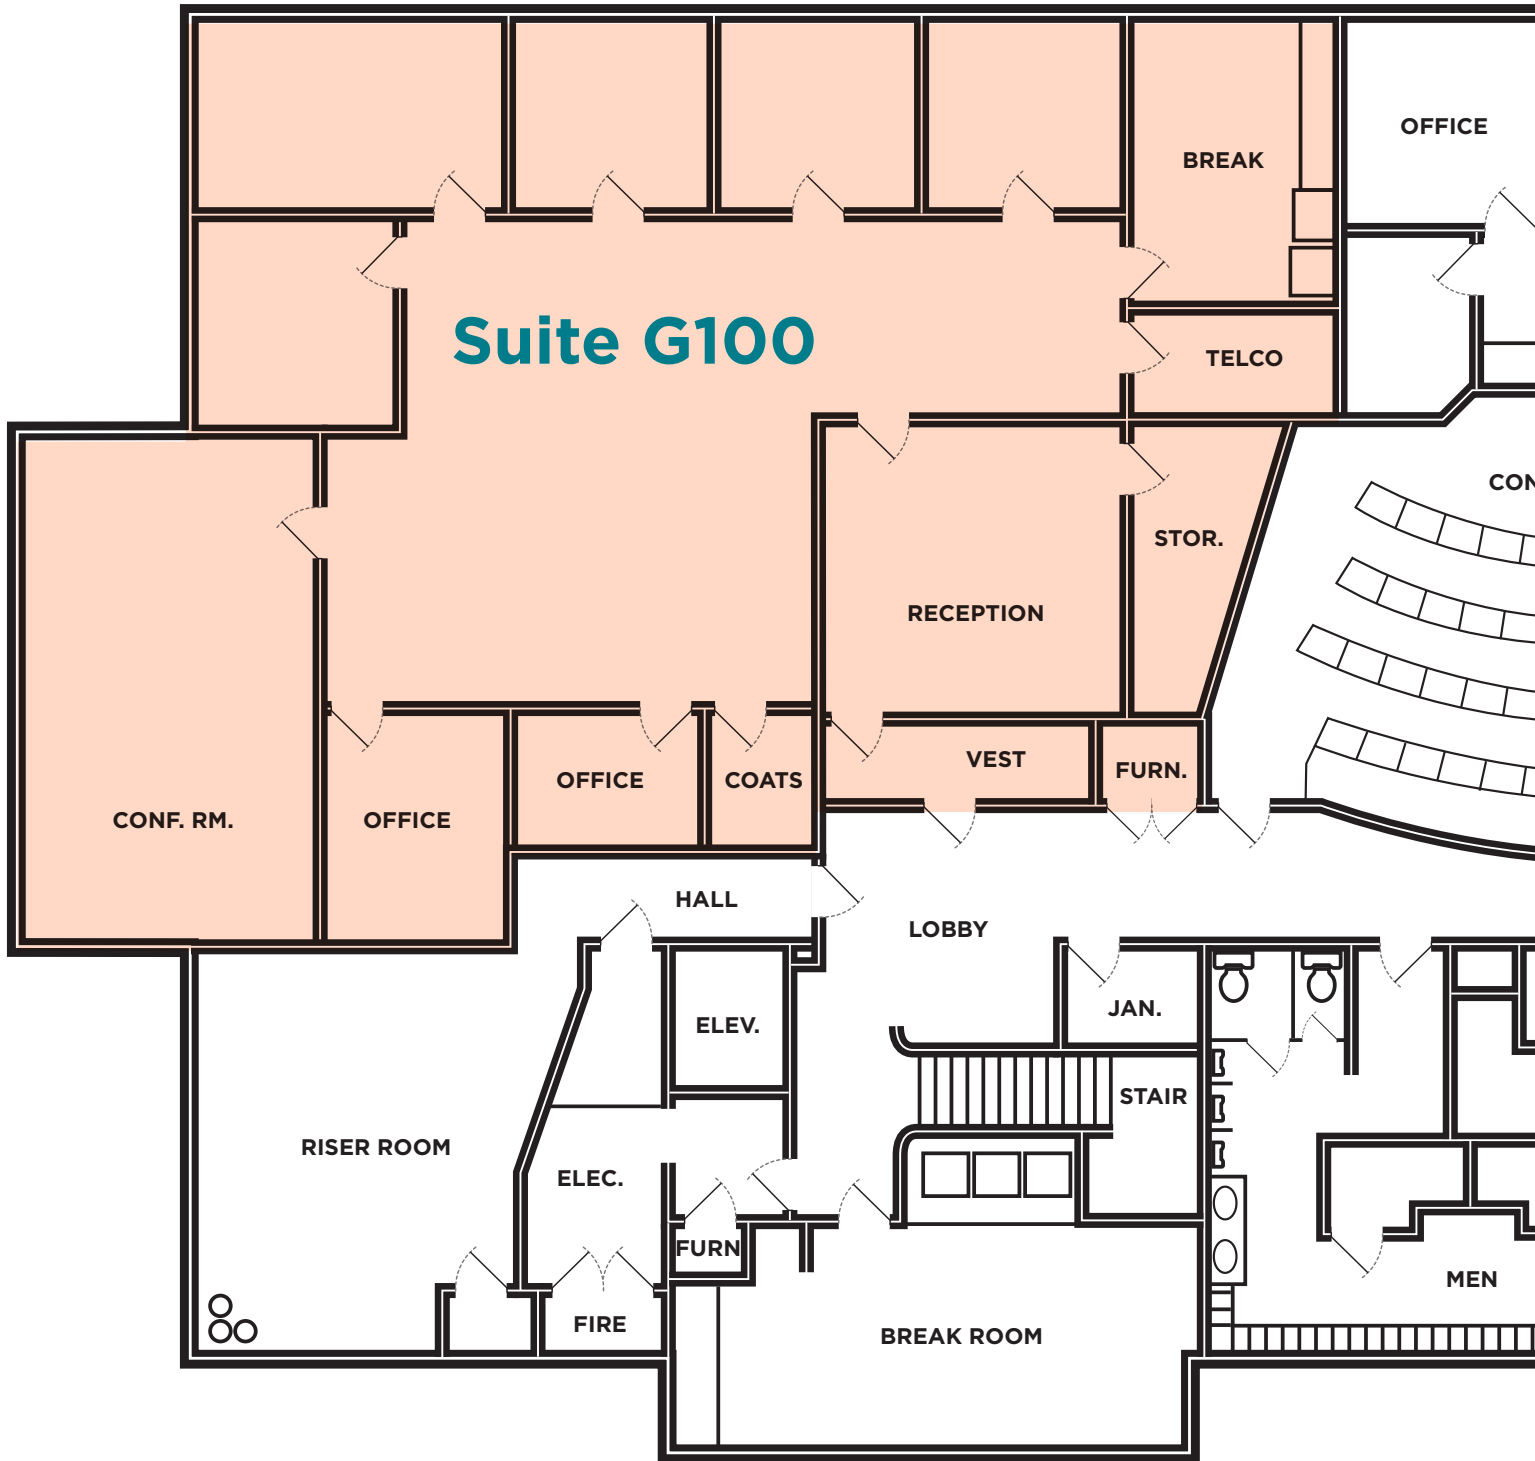 OFFICE
BREAK
Suite G100
TELCO
CON
STOR.
RECEPTION
VEST
FURN.
OFFICE
COATS
CONF. RM.
OFFICE
HALL
LOBBY
JAN.
ELEV.
STAIR
RISER ROOM
ELEC.
FURN
MEN
FIRE
BREAK ROOM